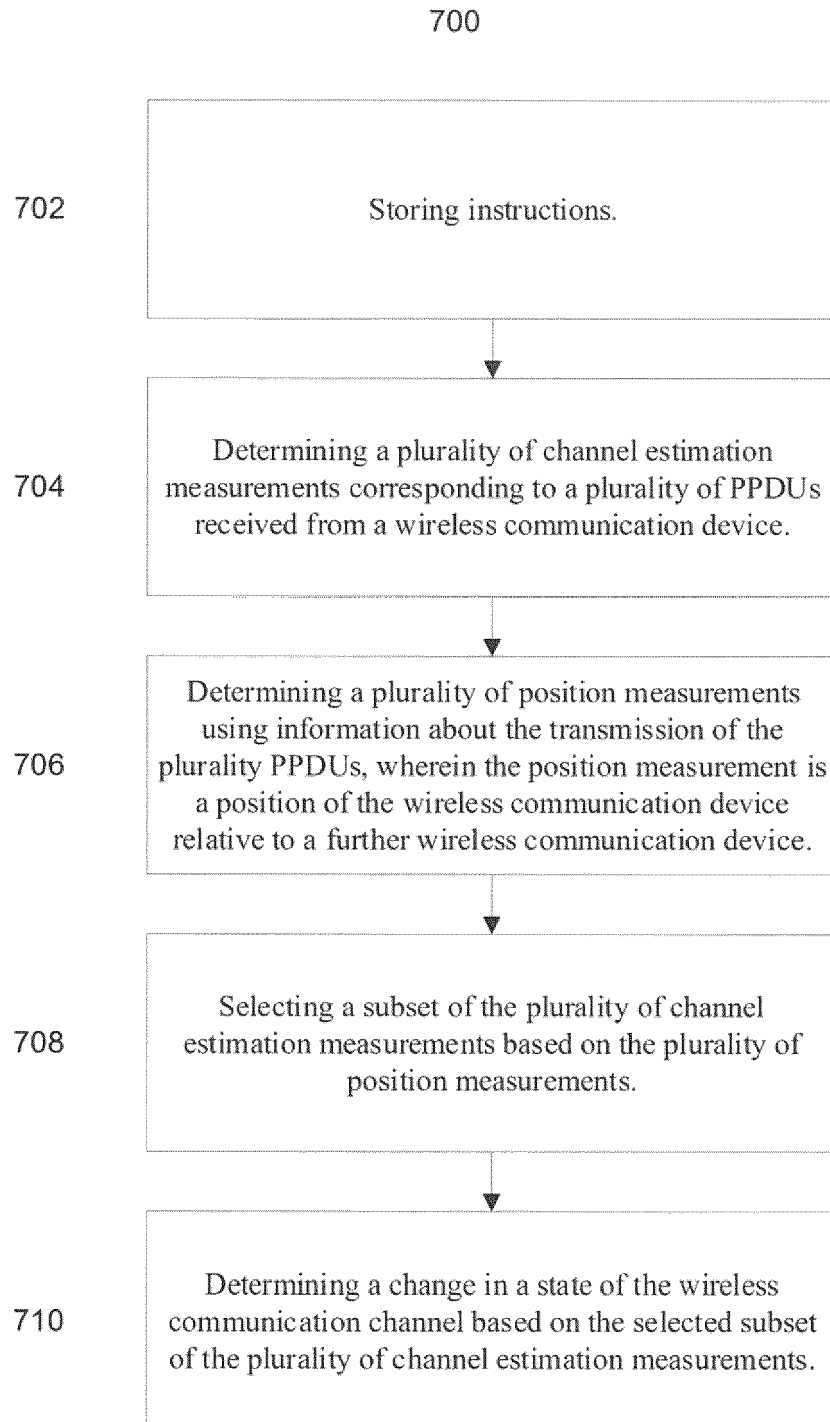 700
702
Storing instructions.
704
Determining a plurality of channel estimation
measurements corresponding to a plurality of PPDUs
received from a wireless communication device.
706
Determining a plurality of position measurements
using information about the transmission of the
plurality PPDUs, wherein the position measurement is
a position of the wireless communication device
relative to a further wireless communication device.
708
Selecting a subset of the plurality of channel
estimation measurements based on the plurality of
position measurements.
710
Determining a change in a state of the wireless
communication channel based on the selected subset
of the plurality of channel estimation measurements.